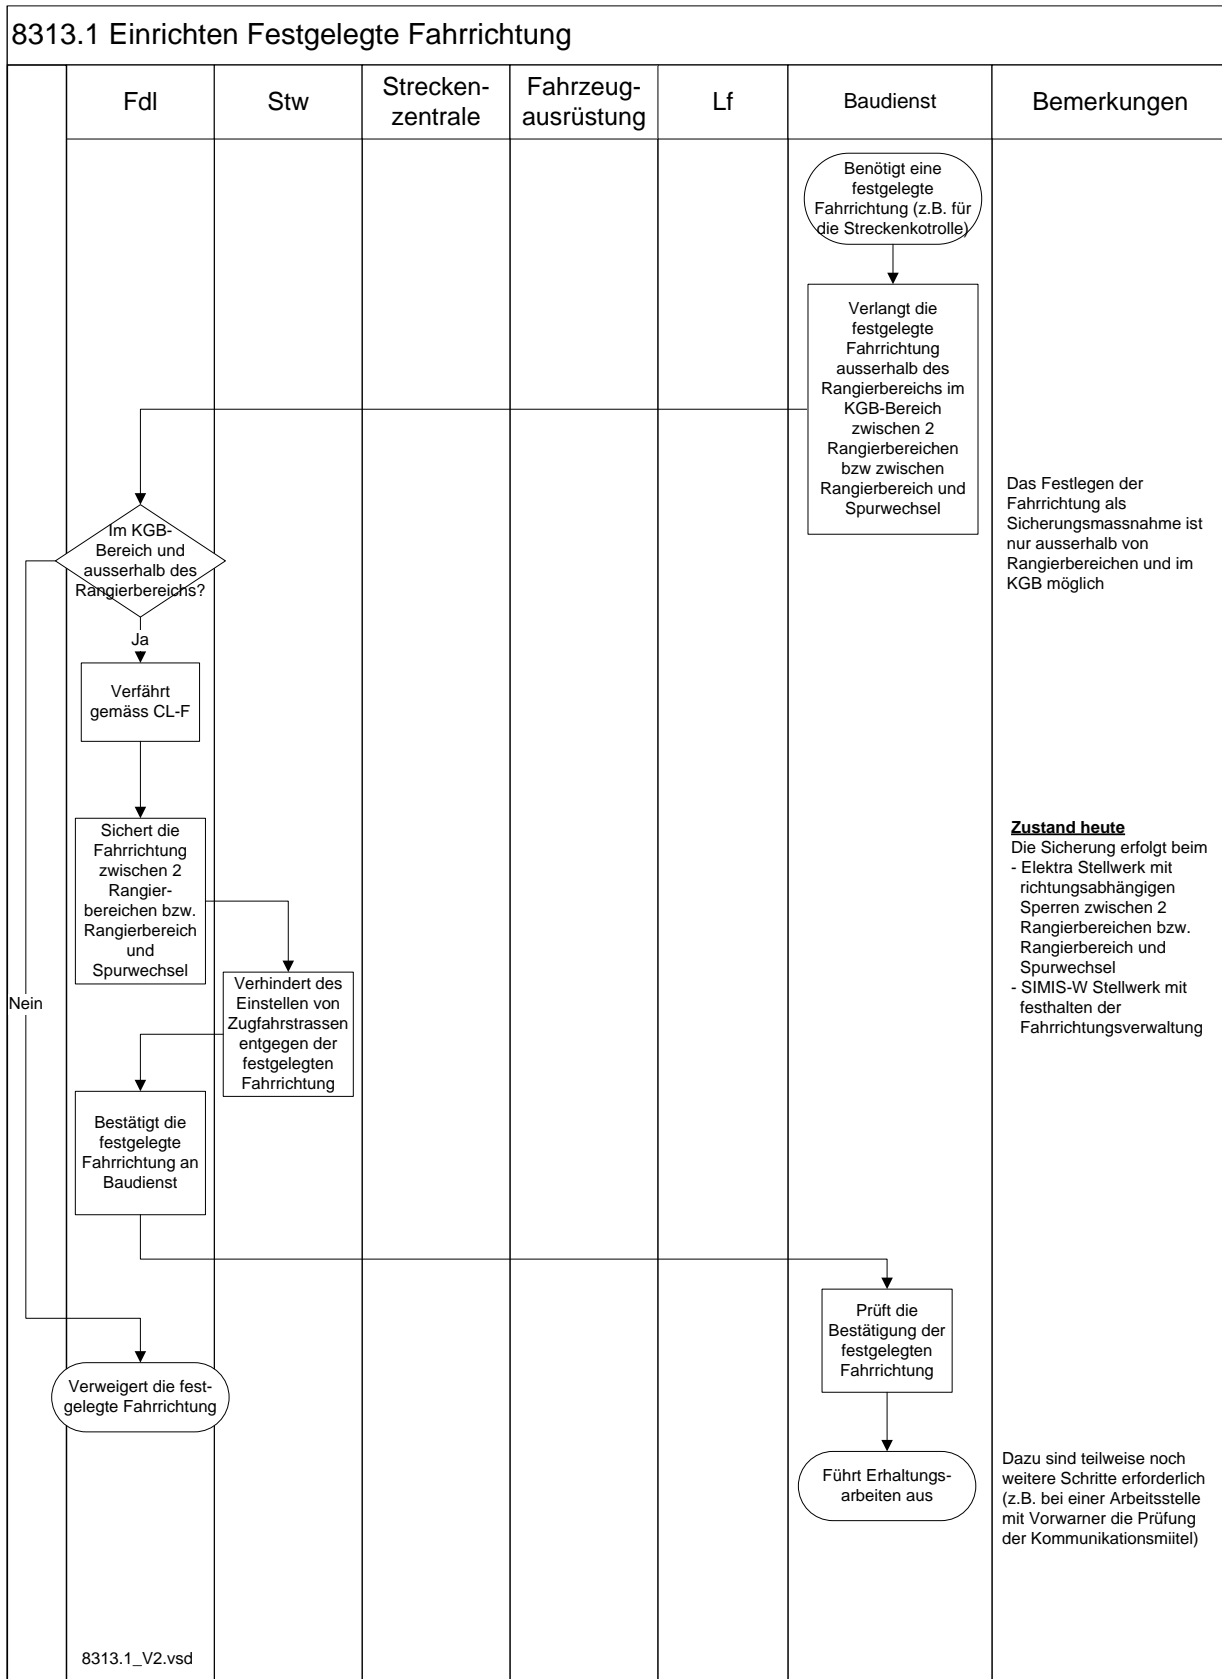 8313.1 Einrichten Festgelegte Fahrrichtung
Fdl
Stw
Strecken-
zentrale
Fahrzeug-
ausrüstung
Lf
Baudienst
Bemerkungen
Benötigt eine
festgelegte
Fahrrichtung (z.B. für
die Streckenkotrolle)
Verlangt die
festgelegte
Fahrrichtung
ausserhalb des
Rangierbereichs im
KGB-Bereich
zwischen 2
Rangierbereichen
bzw zwischen
Rangierbereich und
Spurwechsel
Das Festlegen der
Fahrrichtung als
Sicherungsmassnahme ist
nur ausserhalb von
Rangierbereichen und im
KGB möglich
Im KGB-
Bereich und
ausserhalb des
Rangierbereichs?
Ja
Verfährt
gemäss CL-F
Sichert die
Fahrrichtung
zwischen 2
Rangier-
bereichen bzw.
Rangierbereich
und
Spurwechsel
Zustand heute
Die Sicherung erfolgt beim
- Elektra Stellwerk mit
richtungsabhängigen
Sperren zwischen 2
Rangierbereichen bzw.
Rangierbereich und
Spurwechsel
- SIMIS-W Stellwerk mit
festhalten der
Fahrrichtungsverwaltung
Verhindert des
Einstellen von
Zugfahrstrassen
entgegen der
festgelegten
Fahrrichtung
Nein
Bestätigt die
festgelegte
Fahrrichtung an
Baudienst
Prüft die
Bestätigung der
festgelegten
Fahrrichtung
Verweigert die fest-
gelegte Fahrrichtung
Führt Erhaltungs-
arbeiten aus
Dazu sind teilweise noch
weitere Schritte erforderlich
(z.B. bei einer Arbeitsstelle
mit Vorwarner die Prüfung
der Kommunikationsmiitel)
8313.1_V2.vsd